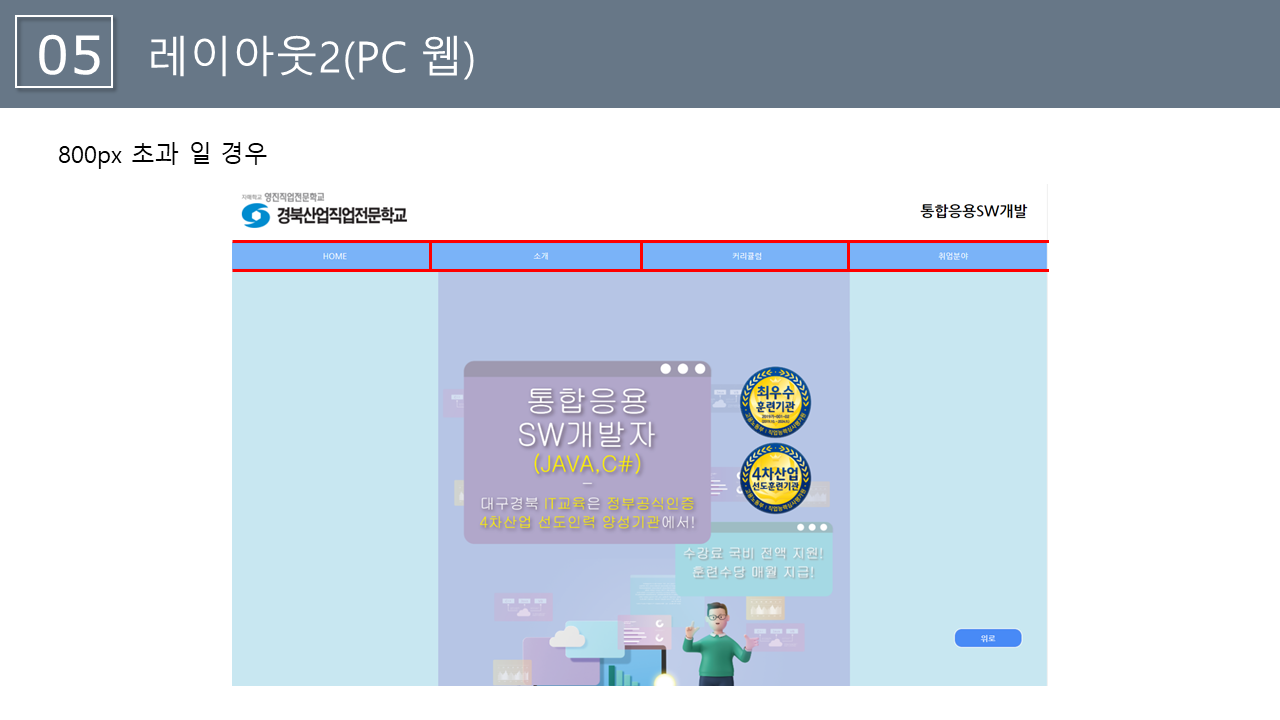 05 레이아웃2(PC 웹)
800px 초과 일 경우
영진직업전문학교
경북산업직업전문학교
통합응용SW개발
HOME 소개 커리큘럼 취업분야
통합응용
SW개발자
(JAVA,C#)
대구경북 IT교육은 정부공식인증
4차산업 선도인력 양성기관에서!
최우수
훈련기관
4차산업
선도훈련기관
수강료 국비 전액 지원!
훈련수당 매월 지급!
위로